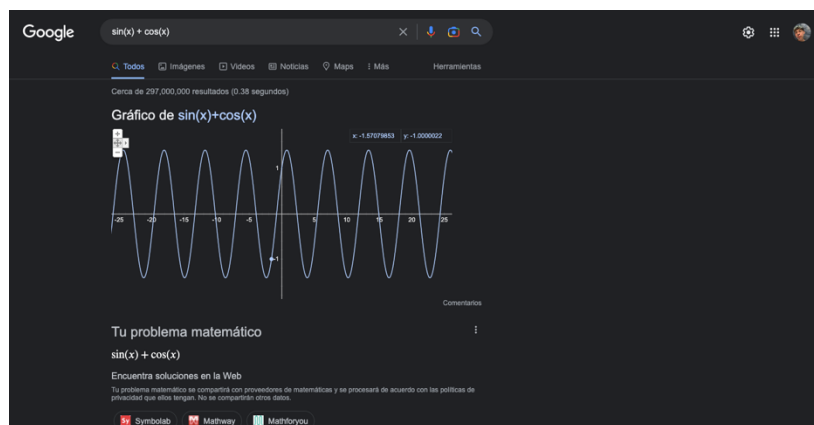 Google
sin(x) + cos(x)
Todos Imágenes Videos Noticias Maps Más Herramientas
Cerca de 297,000,000 resultados (0.38 segundos)
Gráfico de sin(x)+cos(x)
x: -1.57079853 y: -1.0000022
1
-25 -20 -15 -10 -5 5 10 15 20 25
-1
Comentarios
Tu problema matemático
sin(x) + cos(x)
Encuentra soluciones en la Web
Tu problema matemático se compartirá con proveedores de matemáticas y se procesará de acuerdo con las políticas de
privacidad que ellos tengan. No se compartirán otros datos.
Sy Symbolab Mathway Mathforyou